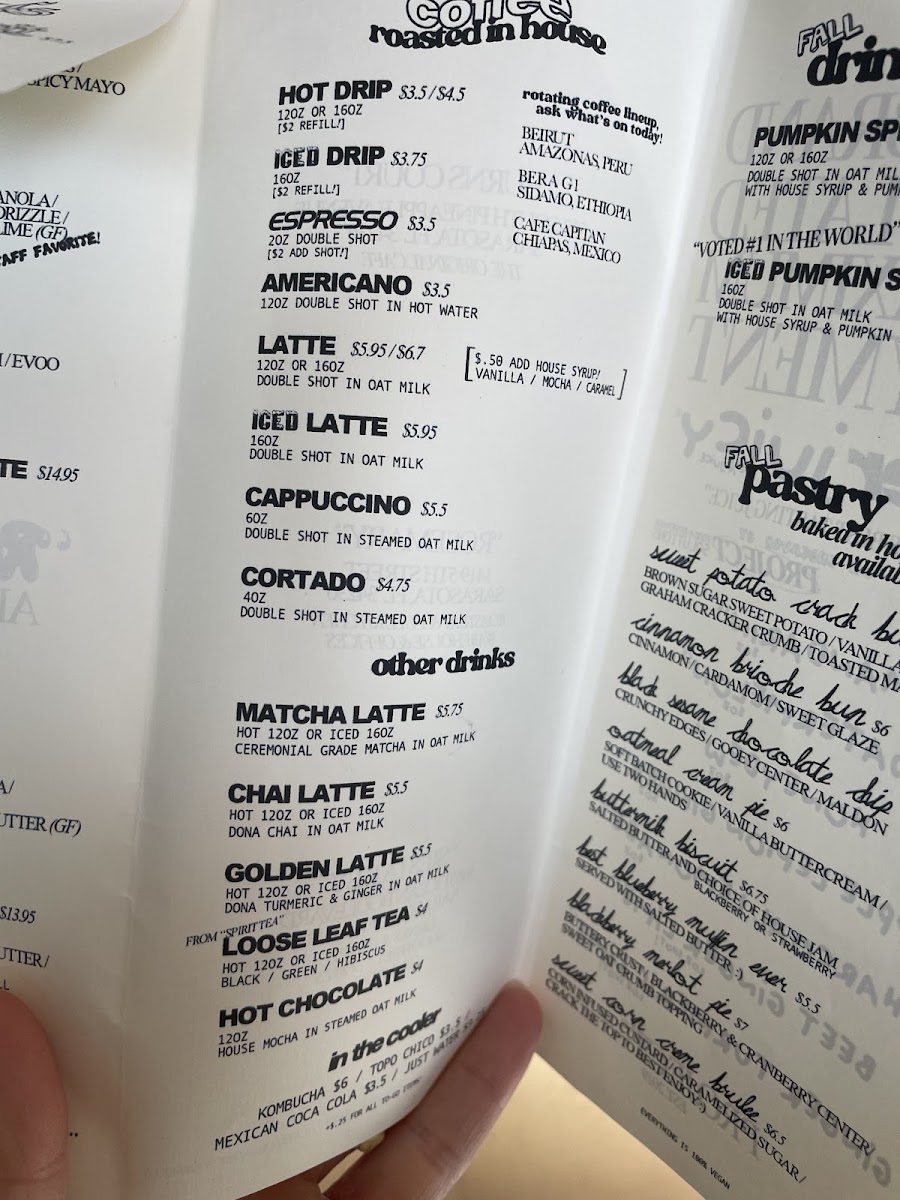 SPICY MAYO
DRIZZLE /
LIME (GF)
STAFF FAVORITE!
/ EVOO
$14.95
UTTER (GF)
$13.95
UTTER /
coffee
roasted in house
HOT DRIP $3.5 / $4.5
12OZ OR 16OZ
[$2 REFILL!]
ICED DRIP $3.75
16OZ
[$2 REFILL!]
ESPRESSO $3.5
2OZ DOUBLE SHOT
[$2 ADD SHOT!]
AMERICANO $3.5
12OZ DOUBLE SHOT IN HOT WATER
LATTE $5.95 / $6.7
12OZ OR 16OZ
DOUBLE SHOT IN OAT MILK
[$.50 ADD HOUSE SYRUP!
VANILLA / MOCHA / CARAMEL]
ICED LATTE $5.95
16OZ
DOUBLE SHOT IN OAT MILK
CAPPUCCINO $5.5
6OZ
DOUBLE SHOT IN STEAMED OAT MILK
CORTADO $4.75
4OZ
DOUBLE SHOT IN STEAMED OAT MILK
rotating coffee lineup,
ask what's on today!
BEIRUT
AMAZONAS, PERU
BERA G1
SIDAMO, ETHIOPIA
CAFE CAPITAN
CHIAPAS, MEXICO
other drinks
MATCHA LATTE $5.75
HOT 12OZ OR ICED 16OZ
CEREMONIAL GRADE MATCHA IN OAT MILK
CHAI LATTE $5.5
HOT 12OZ OR ICED 16OZ
DONA CHAI IN OAT MILK
GOLDEN LATTE $5.5
HOT 12OZ OR ICED 16OZ
DONA TURMERIC & GINGER IN OAT MILK
FROM "SPIRIT TEA"
LOOSE LEAF TEA $4
HOT 12OZ OR ICED 16OZ
BLACK / GREEN / HIBISCUS
HOT CHOCOLATE $4
12OZ
HOUSE MOCHA IN STEAMED OAT MILK
in the cooler
KOMBUCHA $6 / TOPO CHICO $3.5 /
MEXICAN COCA COLA $3.5 / JUST WATER
+$.25 FOR ALL TO-GO ITEMS
FALL
drin
PUMPKIN SP
12OZ OR 16OZ
DOUBLE SHOT IN OAT MIL
WITH HOUSE SYRUP & PUM
"VOTED #1 IN THE WORLD"
ICED PUMPKIN S
16OZ
DOUBLE SHOT IN OAT MILK
WITH HOUSE SYRUP & PUMPKIN
FALL
pastry
baked in ho
availab
sweet potato crack bu
BROWN SUGAR SWEET POTATO / VANILLA
GRAHAM CRACKER CRUMB / TOASTED MA
cinnamon brioche bun $6
CINNAMON / CARDAMOM / SWEET GLAZE
black sesame chocolate chip
CRUNCHY EDGES / GOOEY CENTER / MALDON
oatmeal cream pie $6
SOFT BATCH COOKIE / VANILLA BUTTERCREAM /
USE TWO HANDS
buttermilk biscuit $6.75
SALTED BUTTER AND CHOICE OF HOUSE JAM
BLACKBERRY OR STRAWBERRY
best blueberry muffin ever $5.5
SERVED WITH SALTED BUTTER :)
blackberry merlot pie $7
BUTTERY CRUST / BLACKBERRY & CRANBERRY CENTER /
SWEET OAT CRUMB TOPPING
sweet corn creme brulee $6.5
CORN INFUSED CUSTARD / CARAMELIZED SUGAR /
CRACK THE TOP TO BEST ENJOY :)
EVERYTHING IS 100% VEGAN